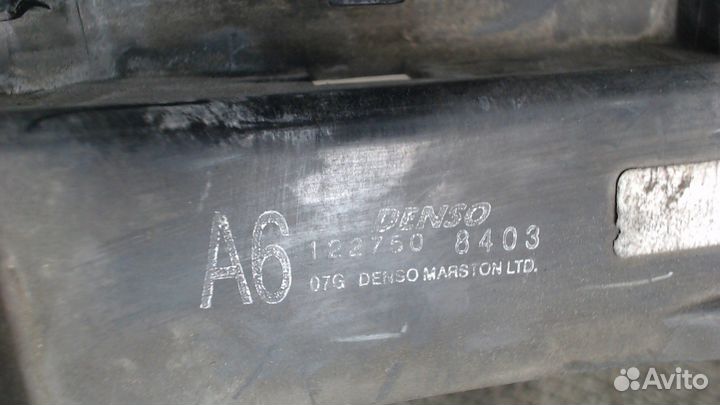 DENSO
A6
122750 8403
07G DENSO MARSTON LTD.
Avito